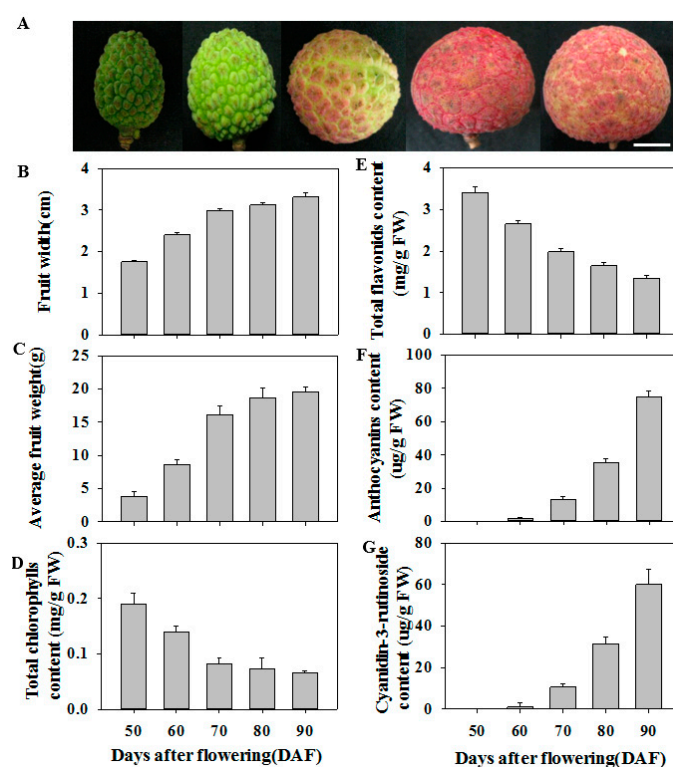 A
B
Fruit width(cm)
4
3
2
1
0
C
Average fruit weight(g)
25
20
15
10
5
0
D
Total chlorophylls
content (mg/g FW)
0.3
0.2
0.1
0.0
50 60 70 80 90
Days after flowering(DAF)
E
Total flavonids content
(mg/g FW)
4
3
2
1
0
F
Anthocyanins content
(ug/g FW)
100
80
60
40
20
0
G
Cyanidin-3-rutinoside
content (ug/g FW)
80
60
40
20
0
50 60 70 80 90
Days after flowering(DAF)